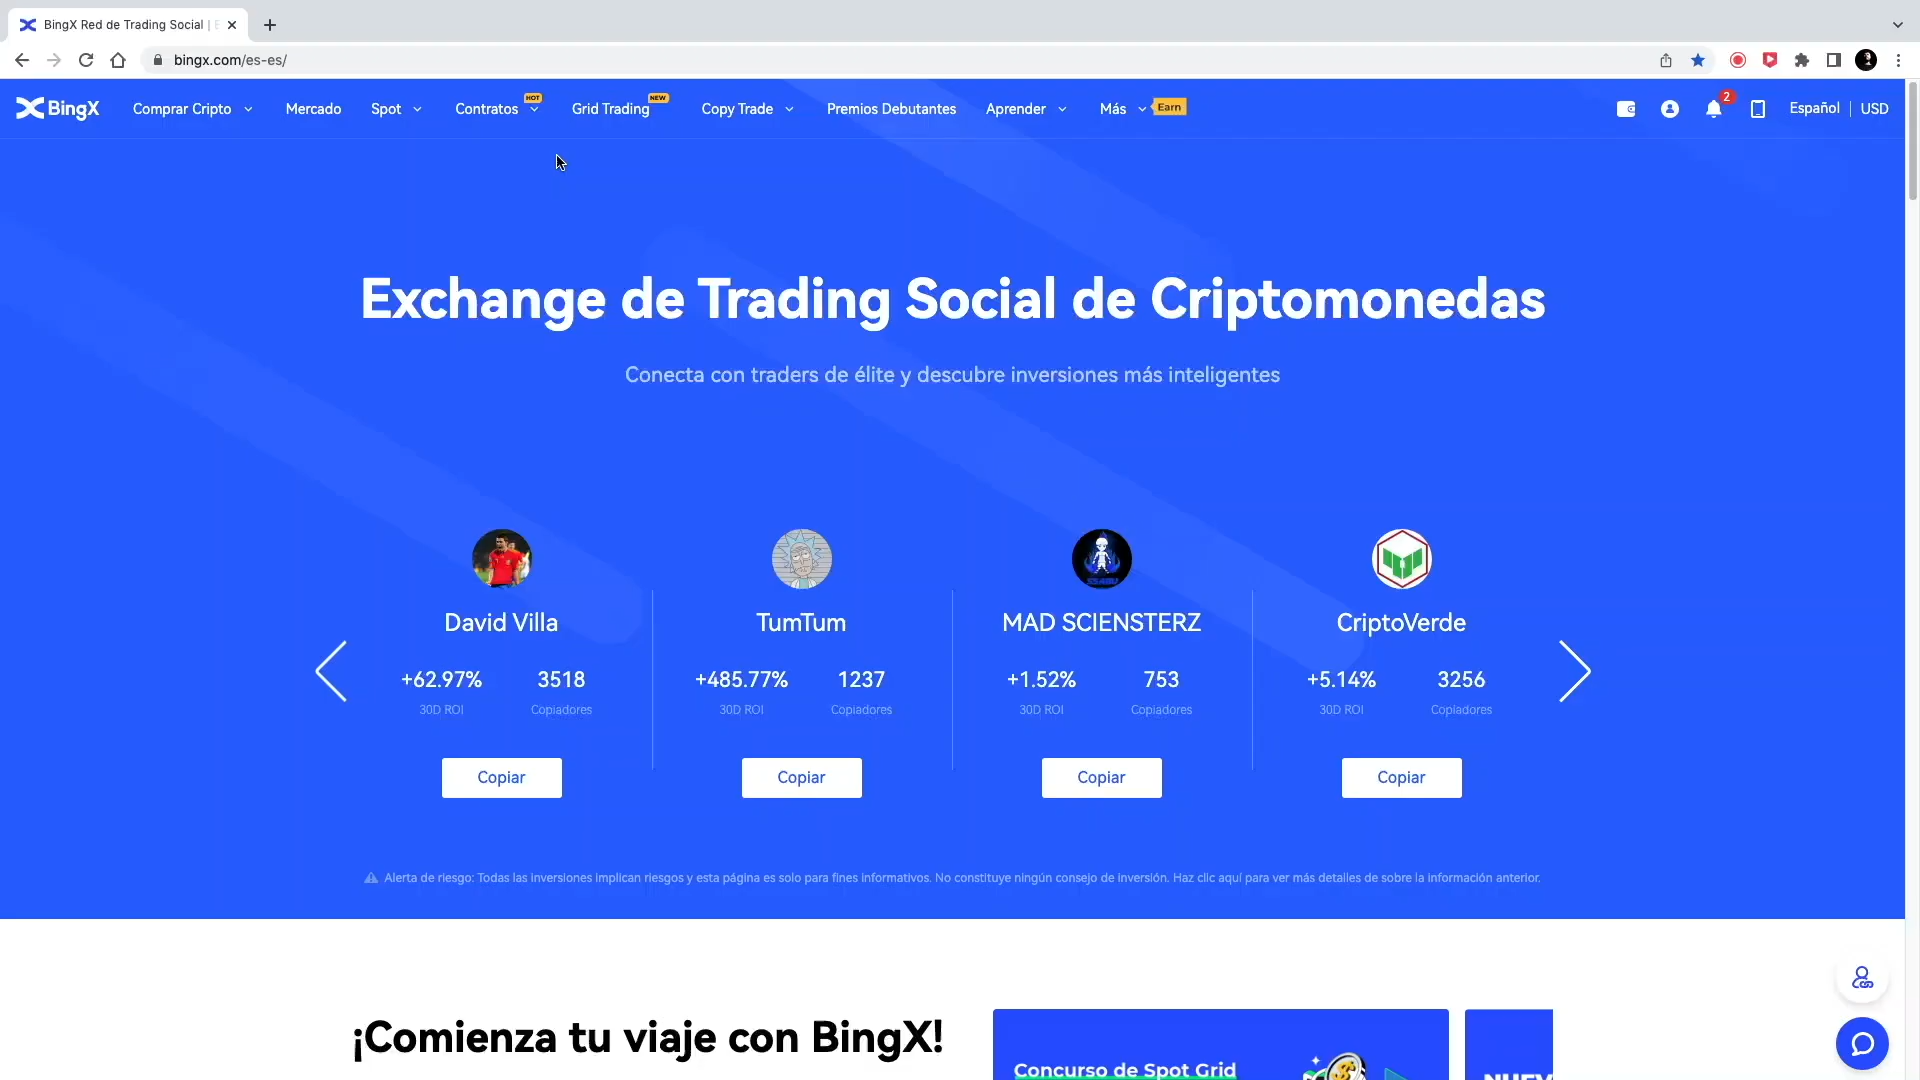 BingX Red de Trading Social |
bingx.com/es-es/
BingX
Comprar Cripto
Mercado
Spot
Contratos
HOT
Grid Trading
NEW
Copy Trade
Premios Debutantes
Aprender
Más
Earn
2
Español | USD
Exchange de Trading Social de Criptomonedas
Conecta con traders de élite y descubre inversiones más inteligentes
David Villa
+62.97% 3518
30D ROI Copiadores
Copiar
TumTum
+485.77% 1237
30D ROI Copiadores
Copiar
MAD SCIENSTERZ
+1.52% 753
30D ROI Copiadores
Copiar
CriptoVerde
+5.14% 3256
30D ROI Copiadores
Copiar
Alerta de riesgo: Todas las inversiones implican riesgos y esta página es solo para fines informativos. No constituye ningún consejo de inversión. Haz clic aquí para ver más detalles de sobre la información anterior.
¡Comienza tu viaje con BingX!
Concurso de Spot Grid